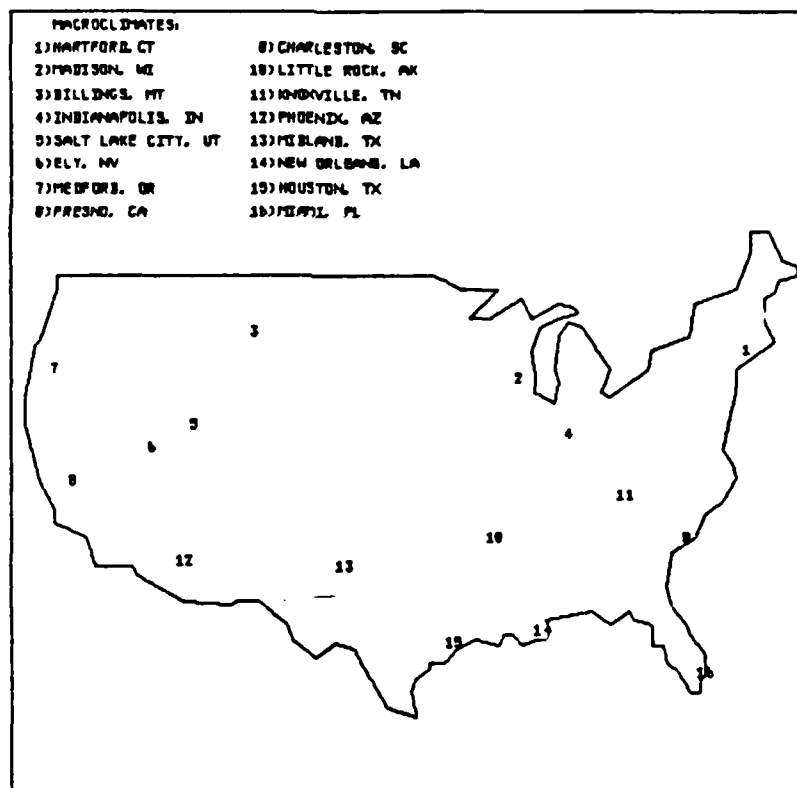 MACROCLIMATES:
1)HARTFORD, CT
2)MADISON, WI
3)BILLINGS, MT
4)INDIANAPOLIS, IN
5)SALT LAKE CITY, UT
6)ELY, NV
7)MEDFORD, OR
8)FRESNO, CA
9)CHARLESTON, SC
10)LITTLE ROCK, AK
11)KNOXVILLE, TN
12)PHOENIX, AZ
13)MIDLAND, TX
14)NEW ORLEANS, LA
15)HOUSTON, TX
16)MIAMI, FL
3
1
7
2
5
4
6
8
11
10
9
12
13
14
15
16